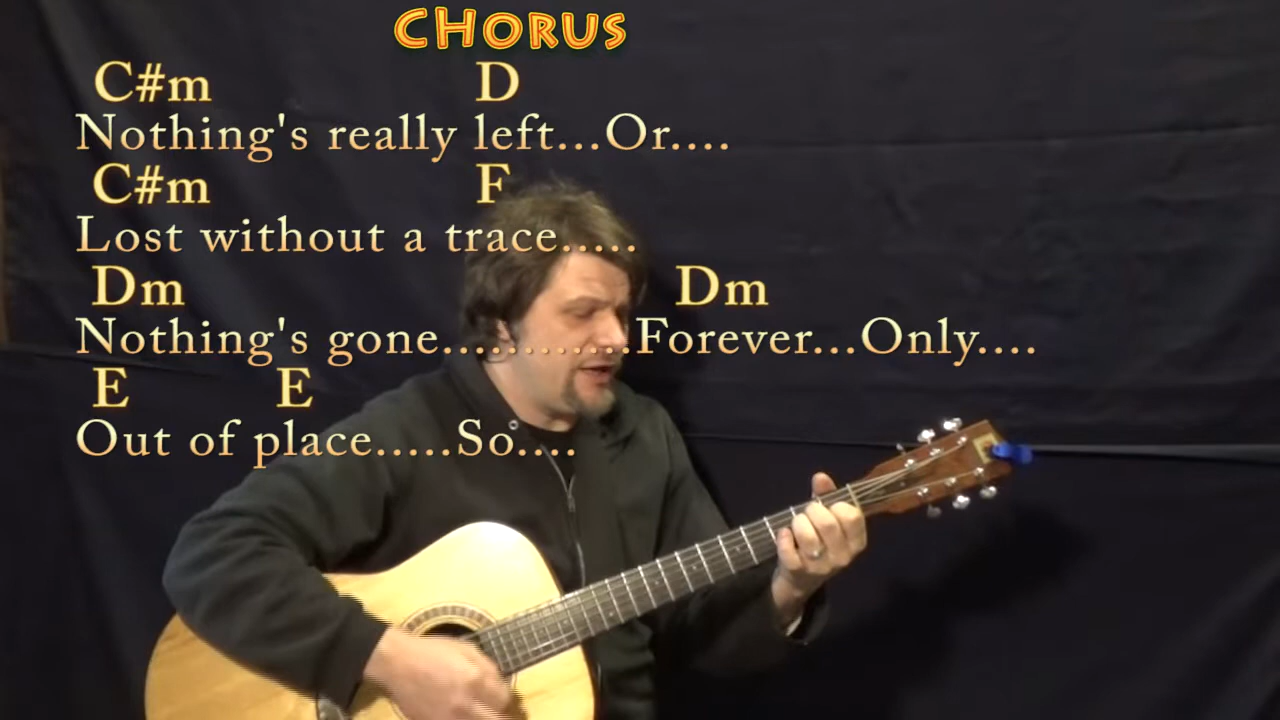 CHORUS
C#m D
Nothing's really left...Or....
C#m F
Lost without a trace.....
Dm Dm
Nothing's gone............Forever...Only....
E E
Out of place.....So....